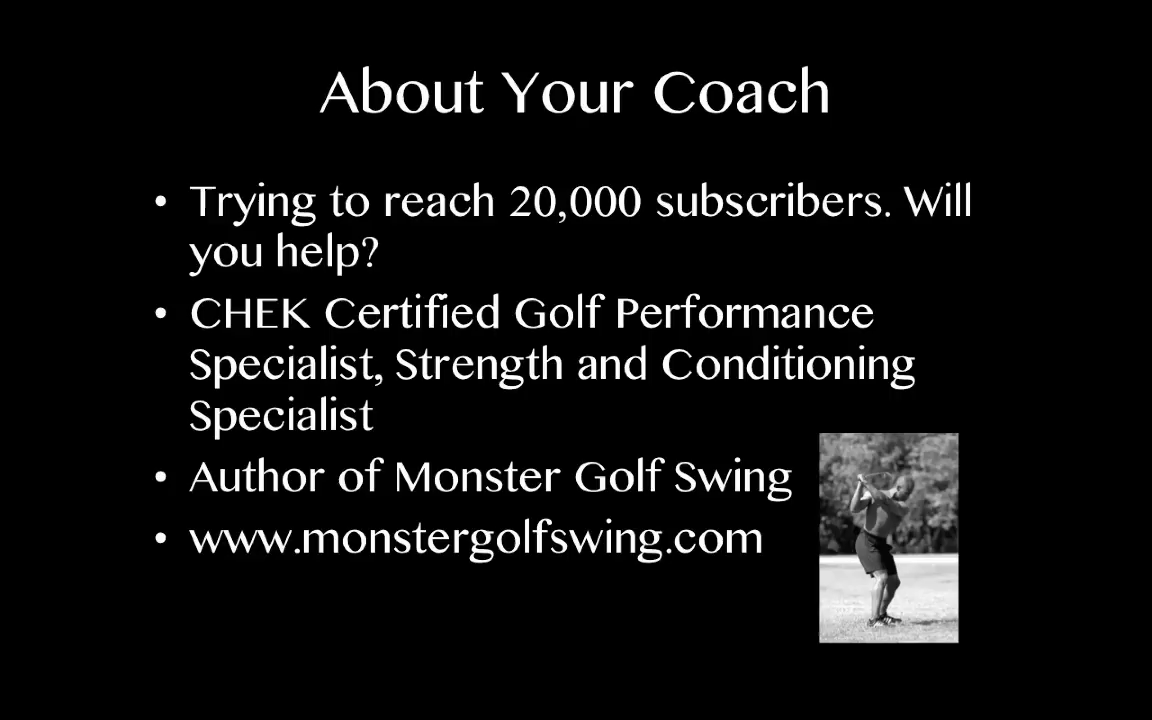 About Your Coach
• Trying to reach 20,000 subscribers. Will
you help?
• CHEK Certified Golf Performance
Specialist, Strength and Conditioning
Specialist
• Author of Monster Golf Swing
• www.monstergolfswing.com